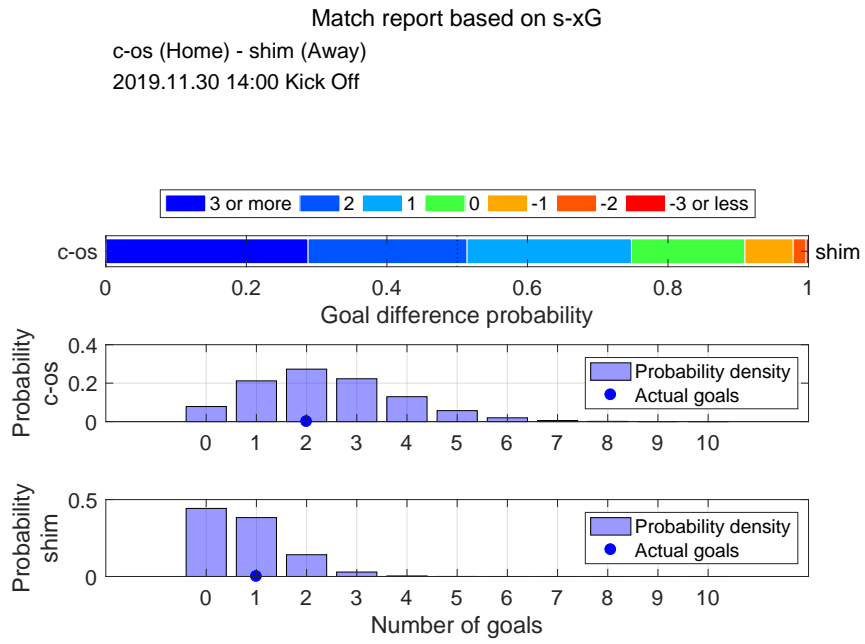 Match report based on s-xG
c-os (Home) - shim (Away)
2019.11.30 14:00 Kick Off
3 or more 2 1 0 -1 -2 -3 or less
c-os shim
0 0.2 0.4 0.6 0.8 1
Goal difference probability
Probability
c-os
0.4
0.2
0
Probability density
Actual goals
0 1 2 3 4 5 6 7 8 9 10
Probability
shim
0.5
0
Probability density
Actual goals
0 1 2 3 4 5 6 7 8 9 10
Number of goals